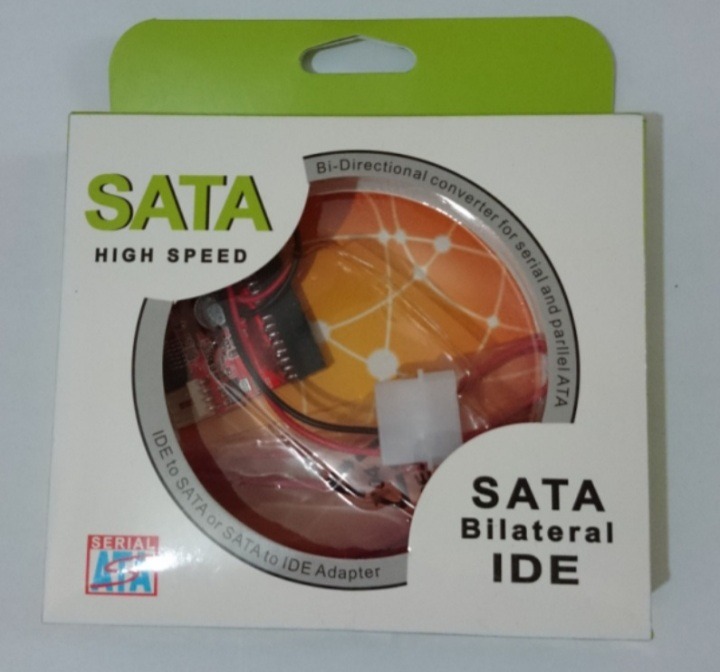 SATA
HIGH SPEED
Bi-Directional converter for serial and parllel ATA
IDE to SATA or SATA to IDE Adapter
SATA
Bilateral
IDE
SERIAL
ATA